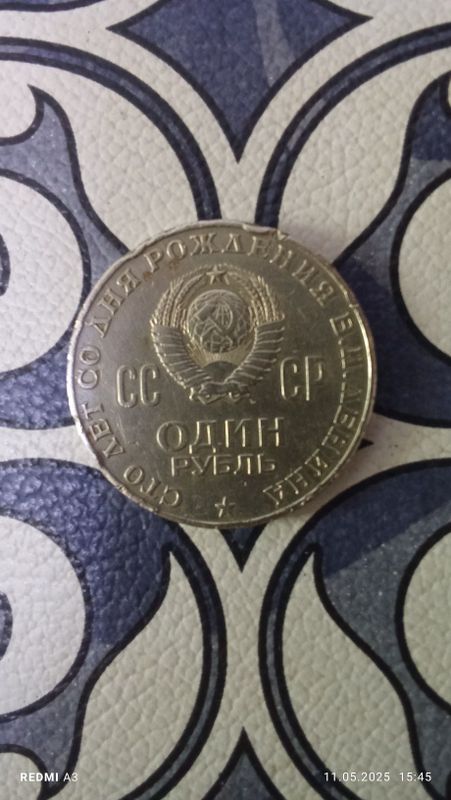 СТО ЛЕТ СО ДНЯ РОЖДЕНИЯ В.И.ЛЕНИНА
СС СР
ОДИН
РУБЛЬ
REDMI A3
11.05.2025 15:45